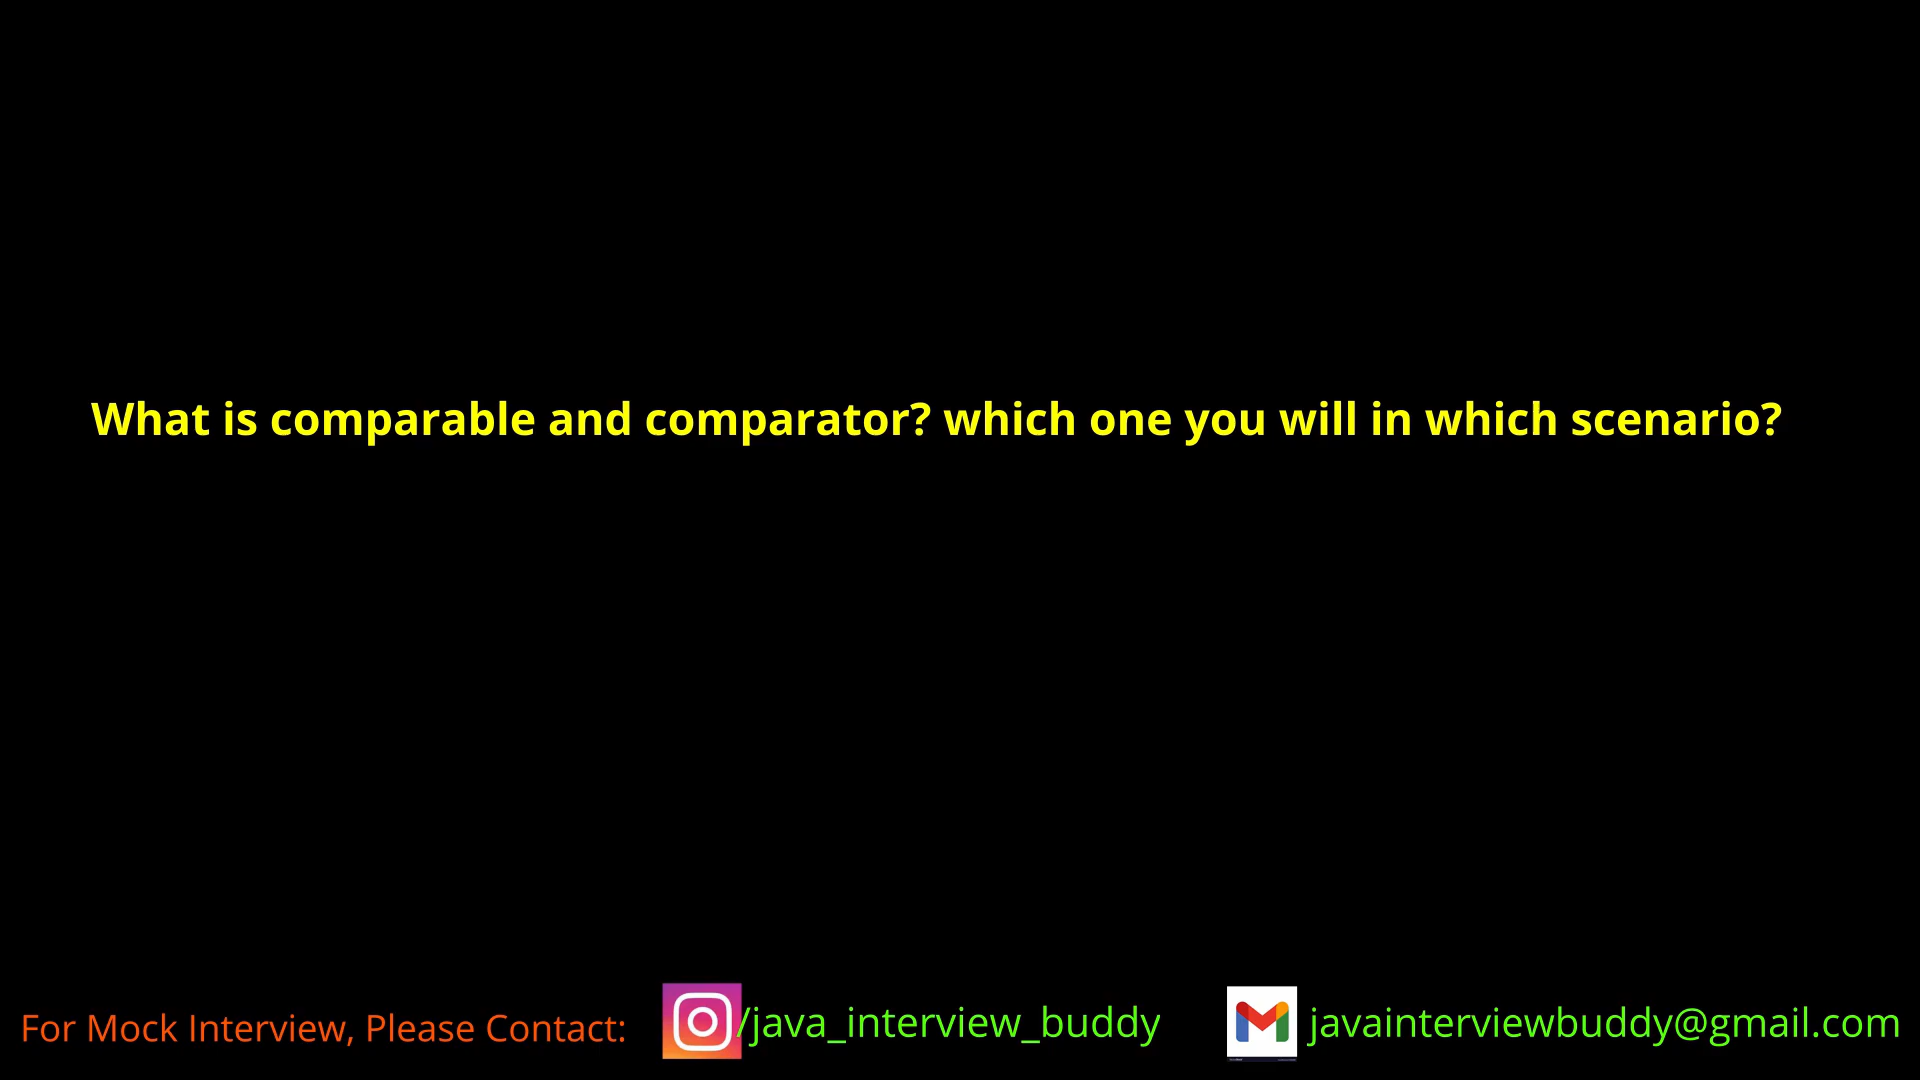 What is comparable and comparator? which one you will in which scenario?
For Mock Interview, Please Contact: /java_interview_buddy javainterviewbuddy@gmail.com